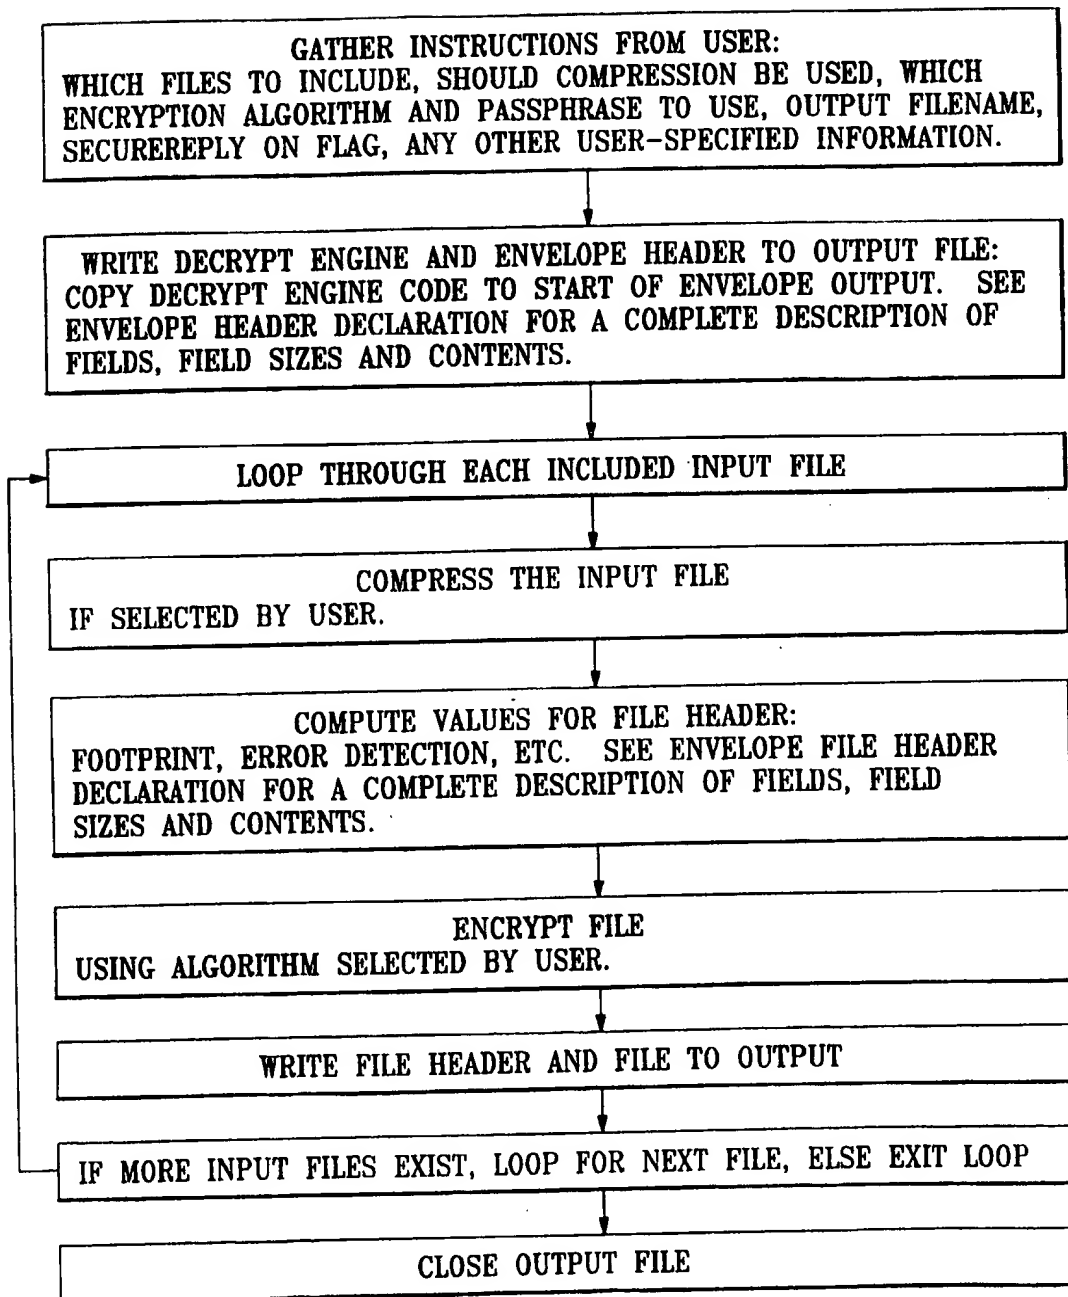 GATHER INSTRUCTIONS FROM USER:
WHICH FILES TO INCLUDE, SHOULD COMPRESSION BE USED, WHICH
ENCRYPTION ALGORITHM AND PASSPHRASE TO USE, OUTPUT FILENAME,
SECUREREPLY ON FLAG, ANY OTHER USER-SPECIFIED INFORMATION.
WRITE DECRYPT ENGINE AND ENVELOPE HEADER TO OUTPUT FILE:
COPY DECRYPT ENGINE CODE TO START OF ENVELOPE OUTPUT. SEE
ENVELOPE HEADER DECLARATION FOR A COMPLETE DESCRIPTION OF
FIELDS, FIELD SIZES AND CONTENTS.
LOOP THROUGH EACH INCLUDED INPUT FILE
COMPRESS THE INPUT FILE
IF SELECTED BY USER.
COMPUTE VALUES FOR FILE HEADER:
FOOTPRINT, ERROR DETECTION, ETC. SEE ENVELOPE FILE HEADER
DECLARATION FOR A COMPLETE DESCRIPTION OF FIELDS, FIELD
SIZES AND CONTENTS.
ENCRYPT FILE
USING ALGORITHM SELECTED BY USER.
WRITE FILE HEADER AND FILE TO OUTPUT
IF MORE INPUT FILES EXIST, LOOP FOR NEXT FILE, ELSE EXIT LOOP
CLOSE OUTPUT FILE